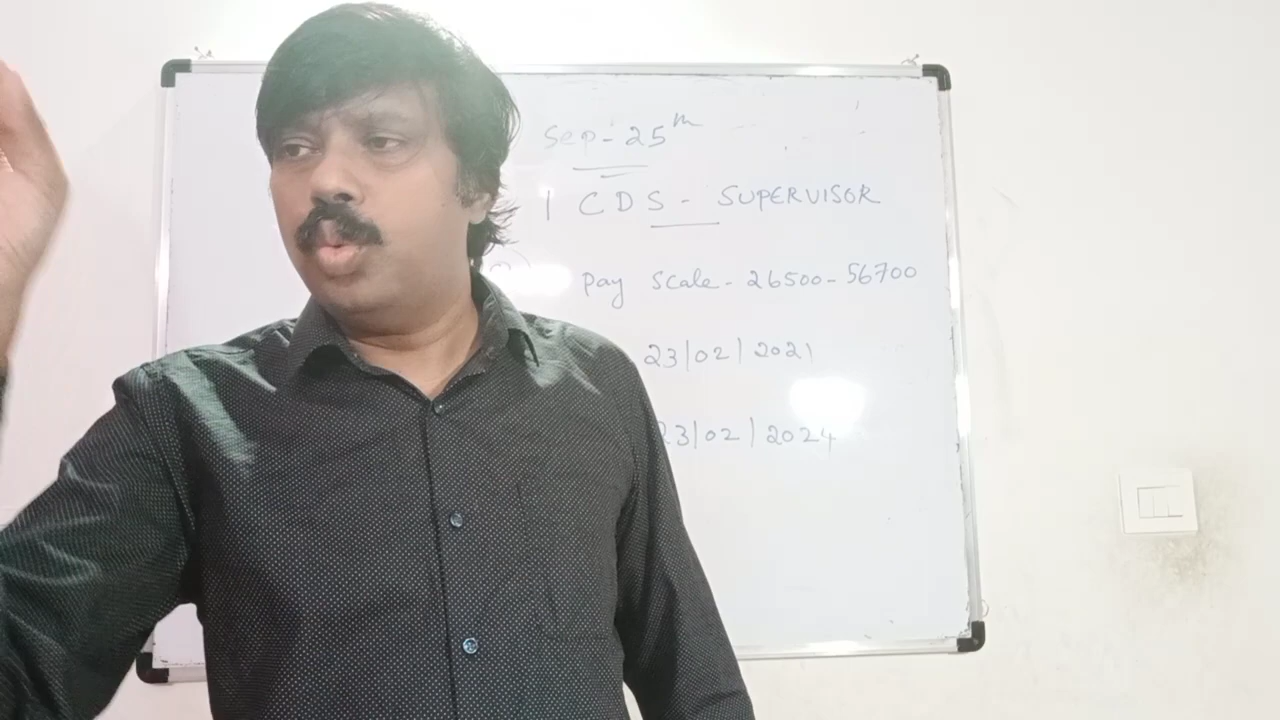 Sep - 25th
ICDS - SUPERVISOR
Pay Scale - 26500 - 56700
23/02/2021
23/02/2024